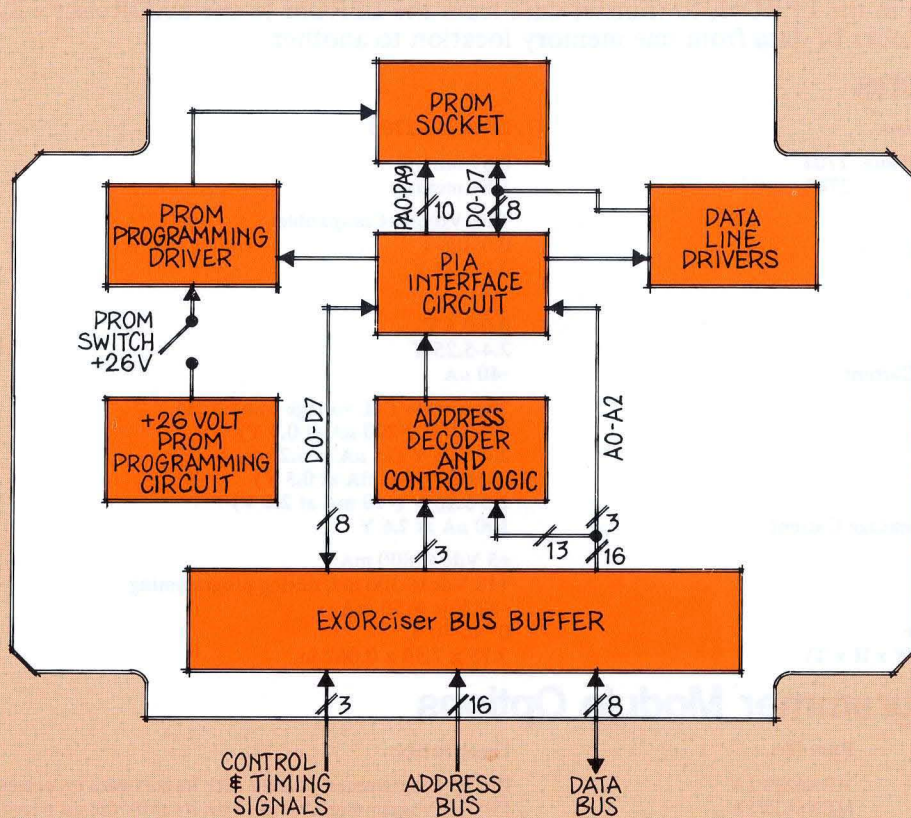 PROM
SOCKET
PA0-PA9
10
D0-D7
8
PROM
PROGRAMMING
DRIVER
PIA
INTERFACE
CIRCUIT
DATA
LINE
DRIVERS
PROM
SWITCH
+26V
+26 VOLT
PROM
PROGRAMMING
CIRCUIT
D0-D7
8
ADDRESS
DECODER
AND
CONTROL LOGIC
A0-A2
3
3
13
16
EXORciser BUS BUFFER
3
16
8
CONTROL
& TIMING
SIGNALS
ADDRESS
BUS
DATA
BUS